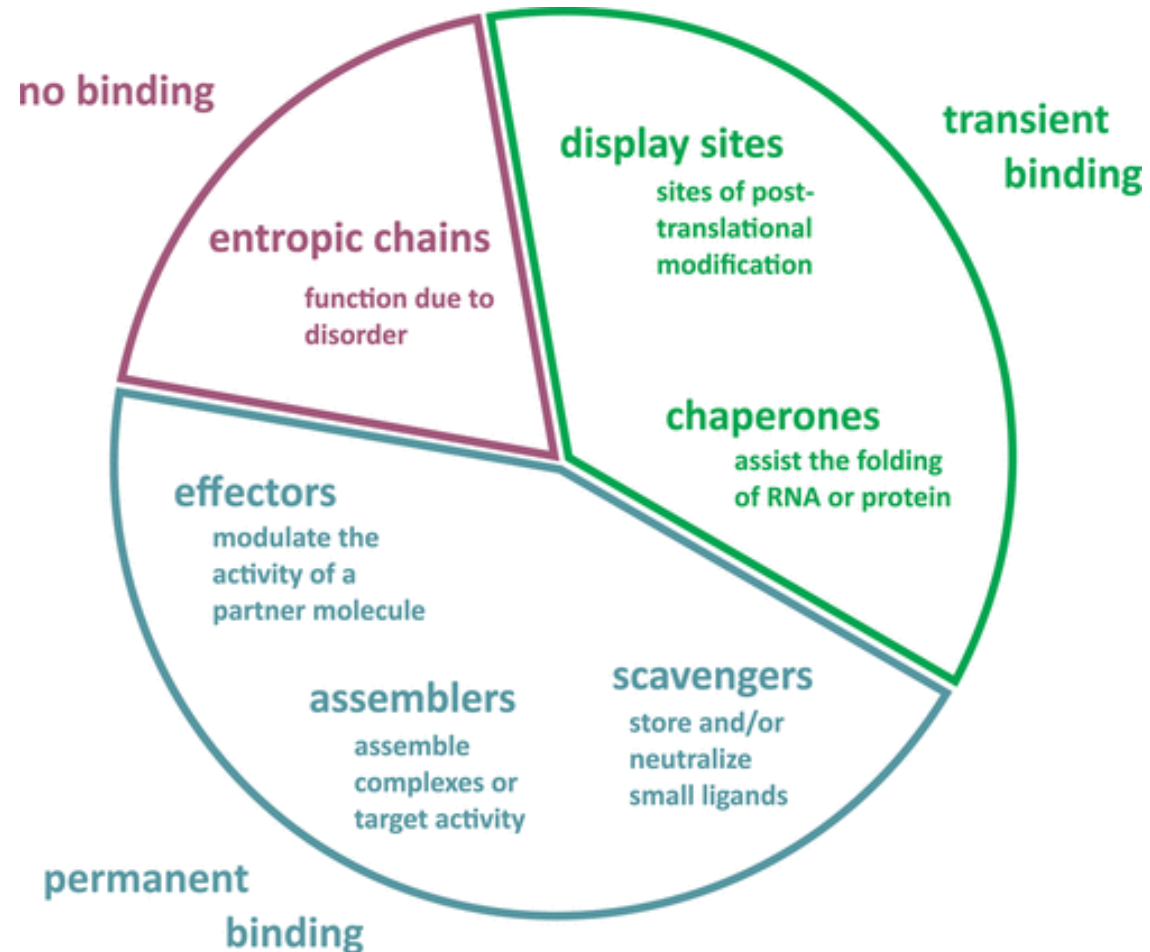 no binding
entropic chains
function due to
disorder
transient
binding
display sites
sites of post-
translational
modification
chaperones
assist the folding
of RNA or protein
effectors
modulate the
activity of a
partner molecule
assemblers
assemble
complexes or
target activity
scavengers
store and/or
neutralize
small ligands
permanent
binding